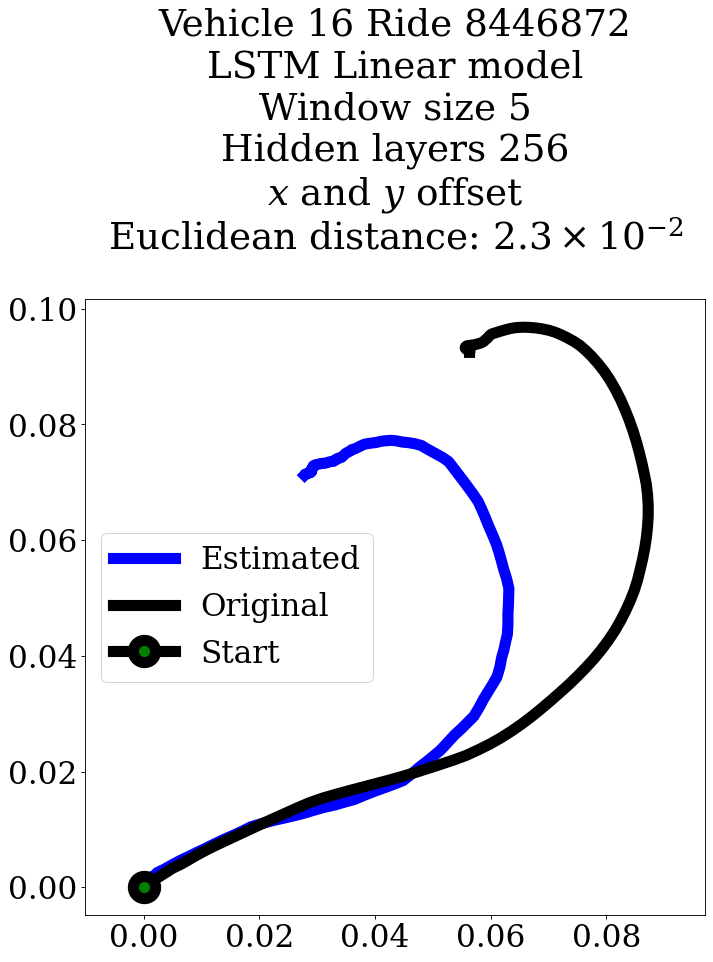 Vehicle 16 Ride 8446872
LSTM Linear model
Window size 5
Hidden layers 256
x and y offset
Euclidean distance: 2.3 × 10⁻²
0.10
0.08
0.06
0.04
0.02
0.00
Estimated
Original
Start
0.00 0.02 0.04 0.06 0.08